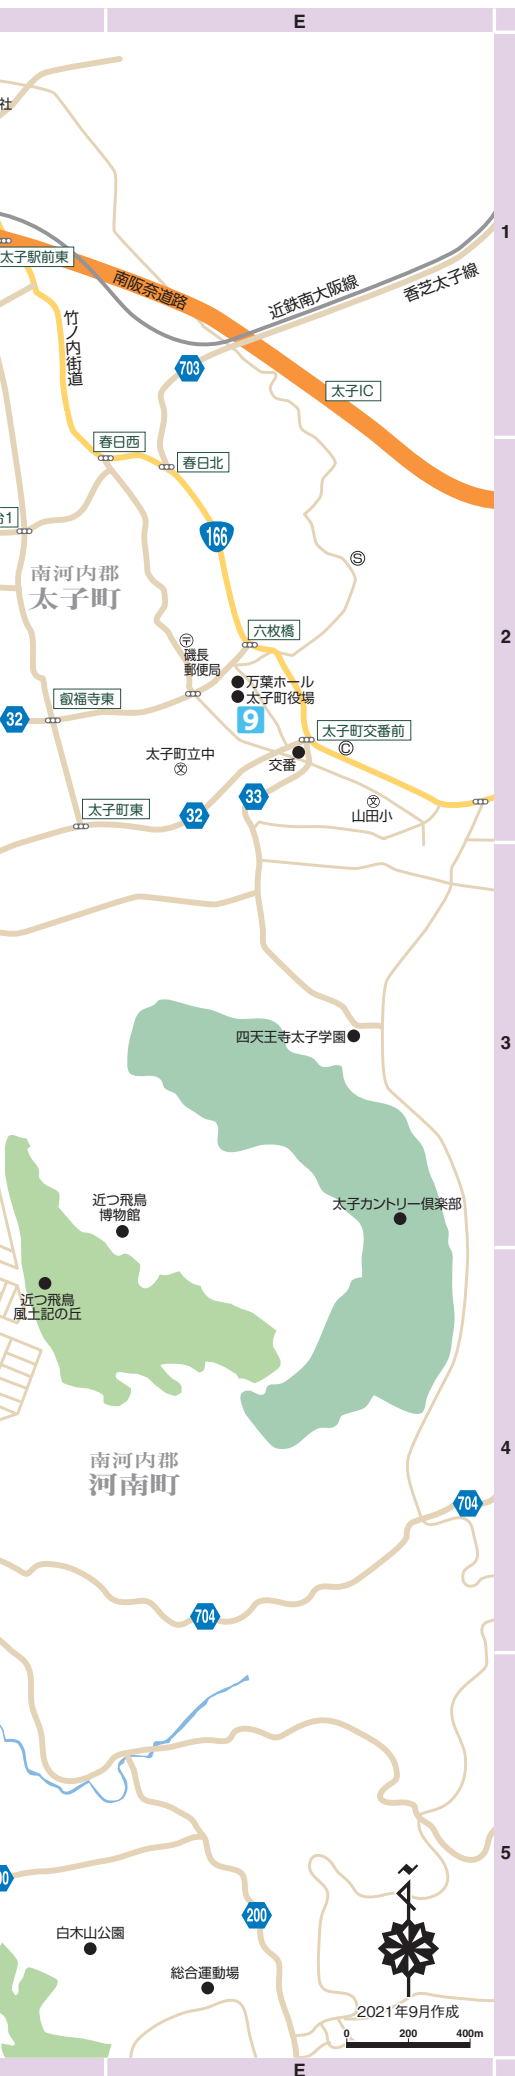 E
社
1
太子駅前東
南阪奈道路
近鉄南大阪線
香芝太子線
竹ノ内街道
703
太子IC
春日西
春日北
台1
166
Ⓢ
南河内郡
太子町
六枚橋
2
〒
磯長
郵便局
万葉ホール
太子町役場
叡福寺東
32
9
太子町交番前
Ⓒ
太子町立中
文
交番
33
太子町東
32
文
山田小
四天王寺太子学園
3
近つ飛鳥
博物館
太子カントリー倶楽部
近つ飛鳥
風土記の丘
4
南河内郡
河南町
704
704
5
00
200
白木山公園
総合運動場
2021年9月作成
0 200 400m
E